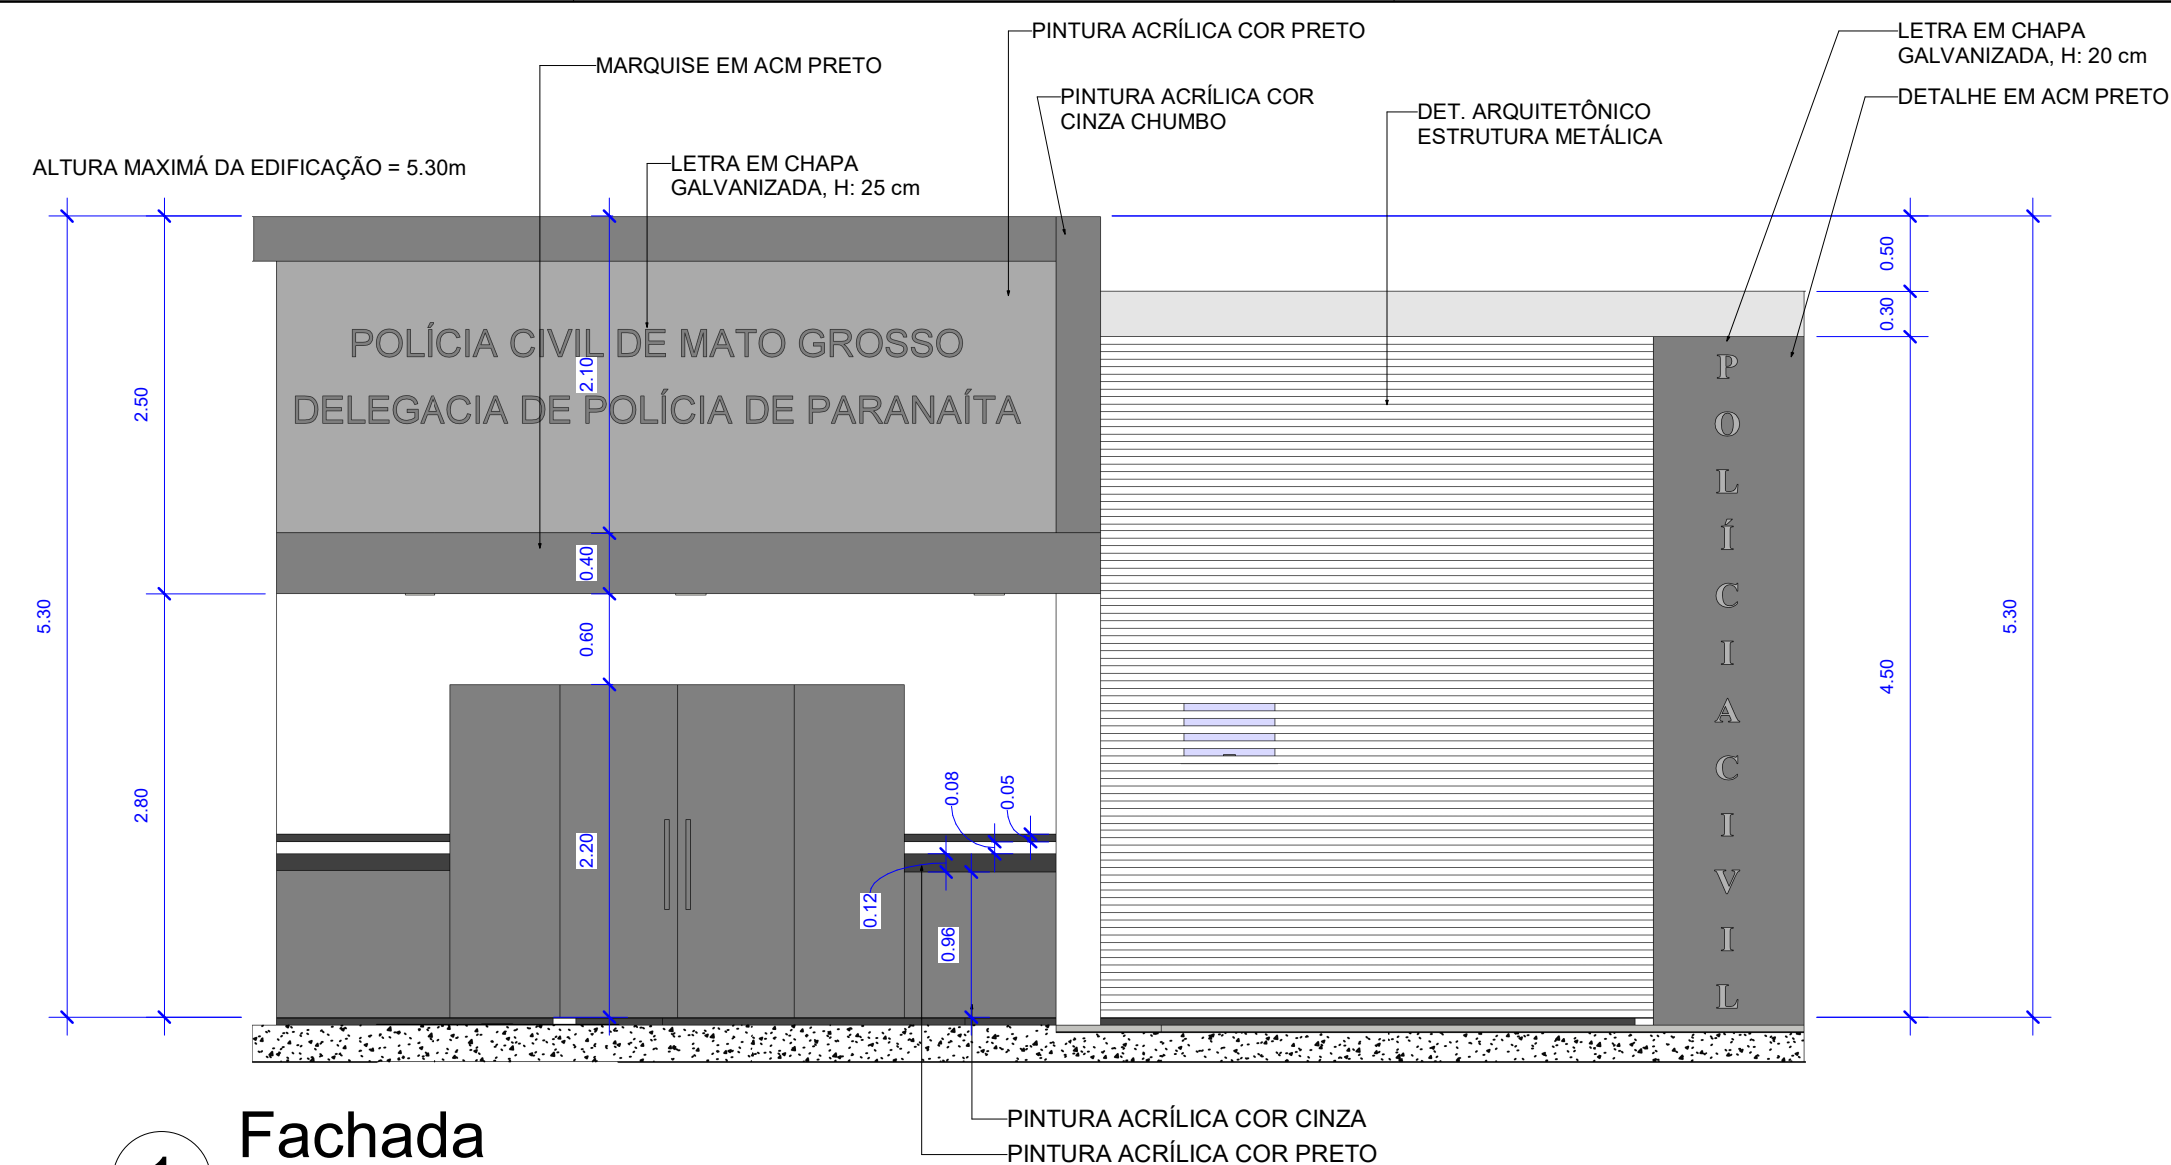 PINTURA ACRÍLICA COR PRETO
LETRA EM CHAPA
GALVANIZADA, H: 20 cm
MARQUISE EM ACM PRETO
PINTURA ACRÍLICA COR
CINZA CHUMBO
DETALHE EM ACM PRETO
DET. ARQUITETÔNICO
ESTRUTURA METÁLICA
ALTURA MAXIMÁ DA EDIFICAÇÃO = 5.30m
LETRA EM CHAPA
GALVANIZADA, H: 25 cm
0.50
0.30
POLÍCIA CIVIL DE MATO GROSSO
2.10
DELEGACIA DE POLÍCIA DE PARANAÍTA
2.50
P
O
L
Í
C
I
A
C
I
V
I
L
0.40
5.30
0.60
5.30
4.50
2.80
2.20
0.08
0.05
0.12
0.96
PINTURA ACRÍLICA COR CINZA
PINTURA ACRÍLICA COR PRETO
Fachada
1